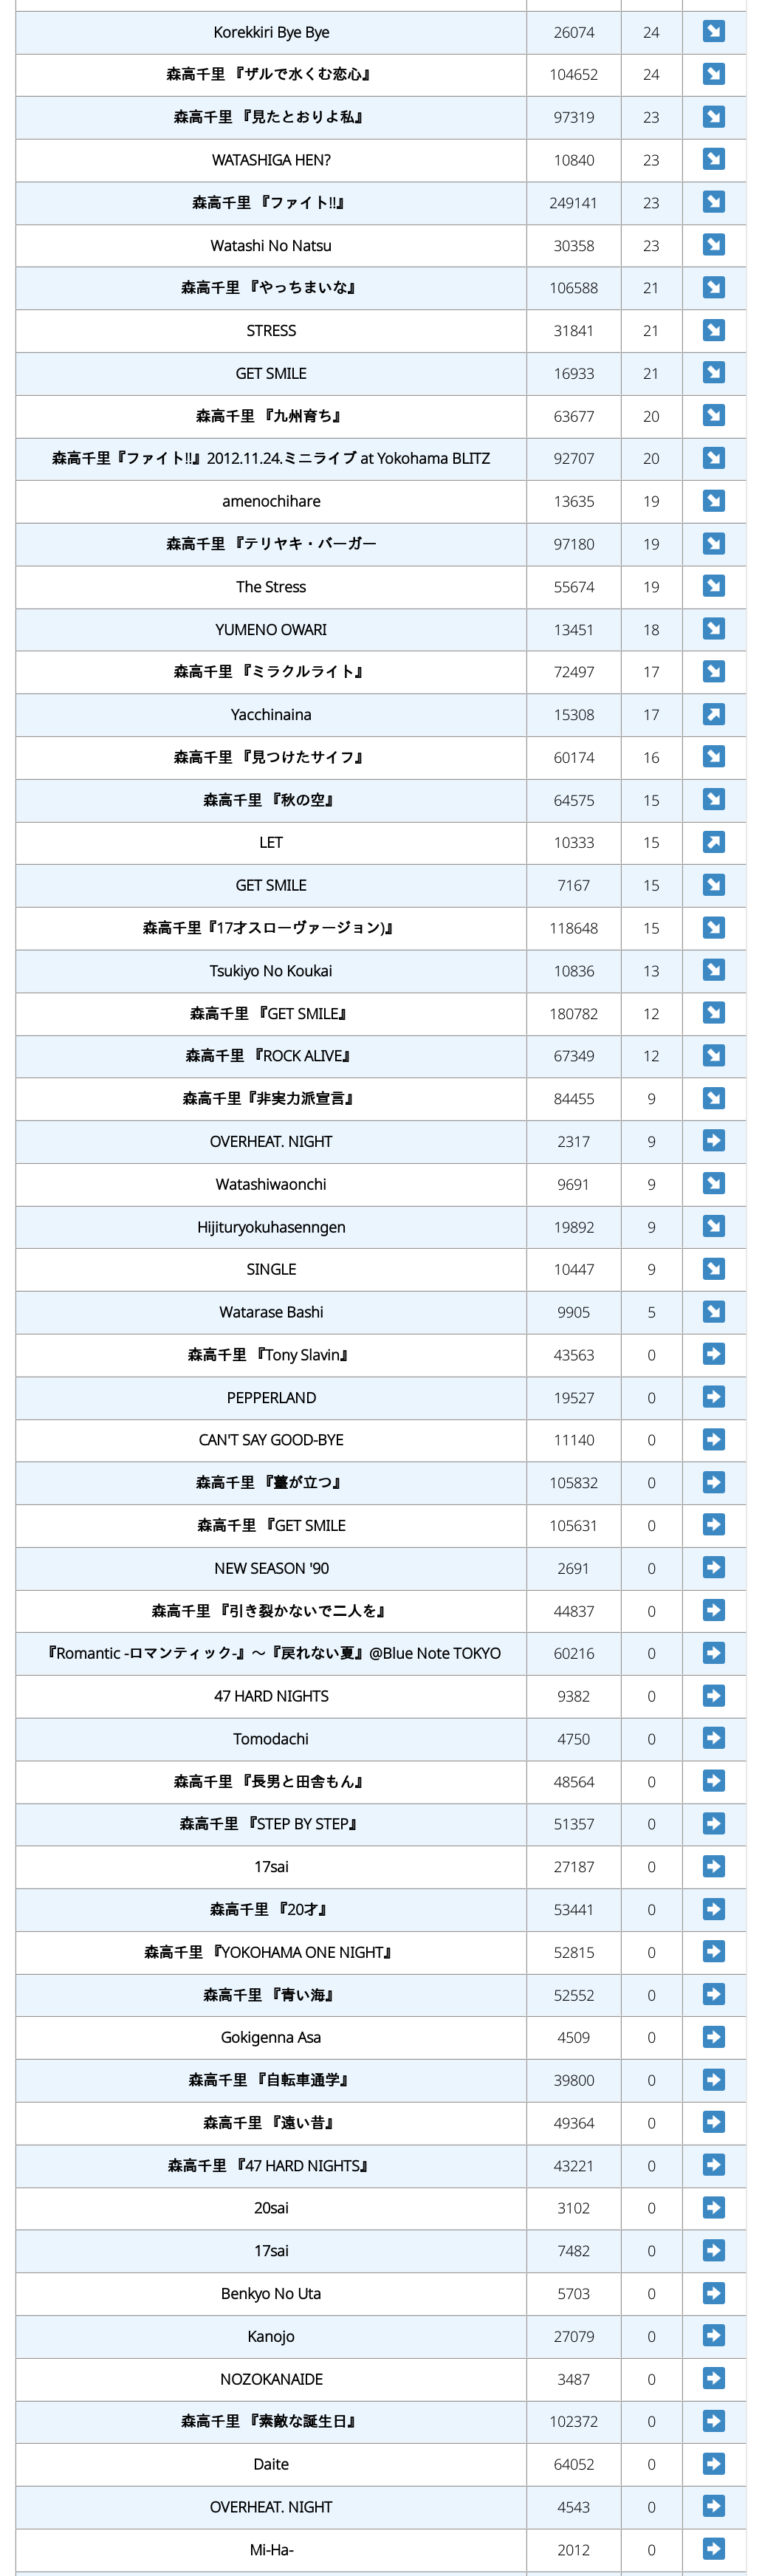 Korekkiri Bye Bye 26074 24
森高千里 『ザルで水くむ恋心』 104652 24
森高千里 『見たとおりよ私』 97319 23
WATASHIGA HEN? 10840 23
森高千里 『ファイト!!』 249141 23
Watashi No Natsu 30358 23
森高千里 『やっちまいな』 106588 21
STRESS 31841 21
GET SMILE 16933 21
森高千里 『九州育ち』 63677 20
森高千里『ファイト!!』2012.11.24.ミニライブ at Yokohama BLITZ 92707 20
amenochihare 13635 19
森高千里 『テリヤキ・バーガー 97180 19
The Stress 55674 19
YUMENO OWARI 13451 18
森高千里 『ミラクルライト』 72497 17
Yacchinaina 15308 17
森高千里 『見つけたサイフ』 60174 16
森高千里 『秋の空』 64575 15
LET 10333 15
GET SMILE 7167 15
森高千里『17才スローヴァージョン)』 118648 15
Tsukiyo No Koukai 10836 13
森高千里 『GET SMILE』 180782 12
森高千里 『ROCK ALIVE』 67349 12
森高千里『非実力派宣言』 84455 9
OVERHEAT. NIGHT 2317 9
Watashiwaonchi 9691 9
Hijituryokuhasenngen 19892 9
SINGLE 10447 9
Watarase Bashi 9905 5
森高千里 『Tony Slavin』 43563 0
PEPPERLAND 19527 0
CAN'T SAY GOOD-BYE 11140 0
森高千里 『薹が立つ』 105832 0
森高千里 『GET SMILE 105631 0
NEW SEASON '90 2691 0
森高千里 『引き裂かないで二人を』 44837 0
『Romantic -ロマンティック-』～『戻れない夏』@Blue Note TOKYO 60216 0
47 HARD NIGHTS 9382 0
Tomodachi 4750 0
森高千里 『長男と田舎もん』 48564 0
森高千里 『STEP BY STEP』 51357 0
17sai 27187 0
森高千里 『20才』 53441 0
森高千里 『YOKOHAMA ONE NIGHT』 52815 0
森高千里 『青い海』 52552 0
Gokigenna Asa 4509 0
森高千里 『自転車通学』 39800 0
森高千里 『遠い昔』 49364 0
森高千里 『47 HARD NIGHTS』 43221 0
20sai 3102 0
17sai 7482 0
Benkyo No Uta 5703 0
Kanojo 27079 0
NOZOKANAIDE 3487 0
森高千里 『素敵な誕生日』 102372 0
Daite 64052 0
OVERHEAT. NIGHT 4543 0
Mi-Ha- 2012 0